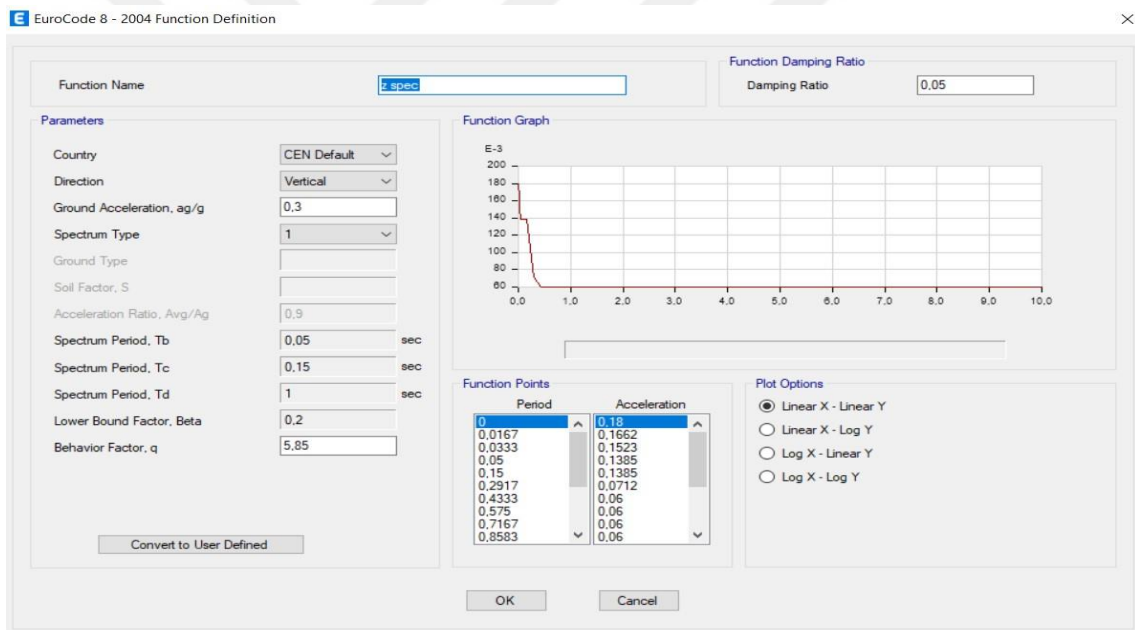 E EuroCode 8 - 2004 Function Definition
Function Name
z spec
Function Damping Ratio
Damping Ratio 0,05
Parameters
Country CEN Default
Direction Vertical
Ground Acceleration, ag/g 0,3
Spectrum Type 1
Ground Type
Soil Factor, S
Acceleration Ratio, Avg/Ag 0,9
Spectrum Period, Tb 0,05 sec
Spectrum Period, Tc 0,15 sec
Spectrum Period, Td 1 sec
Lower Bound Factor, Beta 0,2
Behavior Factor, q 5,85
Convert to User Defined
Function Graph
E-3
200
180
160
140
120
100
80
60
0,0 1,0 2,0 3,0 4,0 5,0 6,0 7,0 8,0 9,0 10,0
Function Points
Period Acceleration
0 0,18
0,0167 0,1662
0,0333 0,1523
0,05 0,1385
0,15 0,1385
0,2917 0,0712
0,4333 0,06
0,575 0,06
0,7167 0,06
0,8583 0,06
Plot Options
Linear X - Linear Y
Linear X - Log Y
Log X - Linear Y
Log X - Log Y
OK Cancel